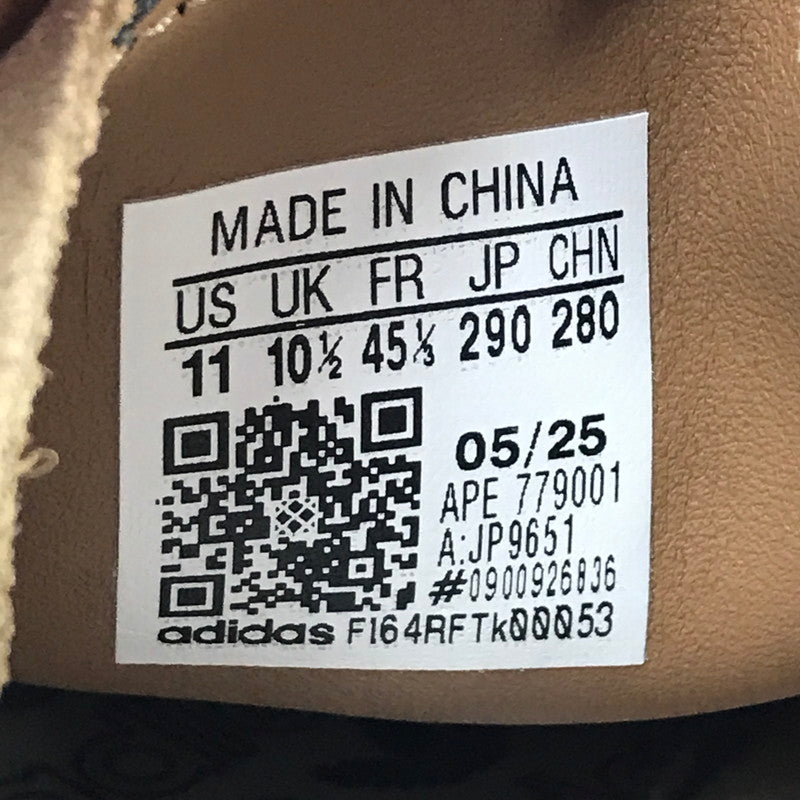 MADE IN CHINA
US UK FR JP CHN
11 10½ 45⅓ 290 280
05/25
APE 779001
A:JP9651
#0900926836
adidas FI64RFTk00053